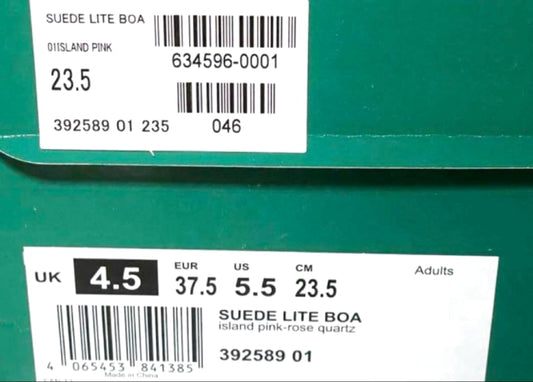 SUEDE LITE BOA
01ISLAND PINK
634596-0001
23.5
392589 01 235
046
UK 4.5 EUR 37.5 US 5.5 CM 23.5
Adults
SUEDE LITE BOA
island pink-rose quartz
392589 01
4 065453 841385
Made in China